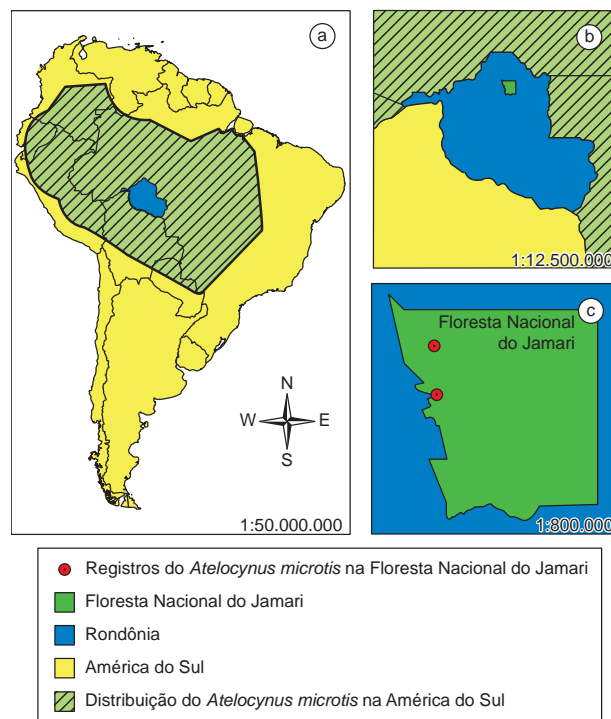 a
N
W E
S
1:50.000.000
b
1:12.500.000
c
Floresta Nacional
do Jamari
1:800.000
Registros do Atelocynus microtis na Floresta Nacional do Jamari
Floresta Nacional do Jamari
Rondônia
América do Sul
Distribuição do Atelocynus microtis na América do Sul